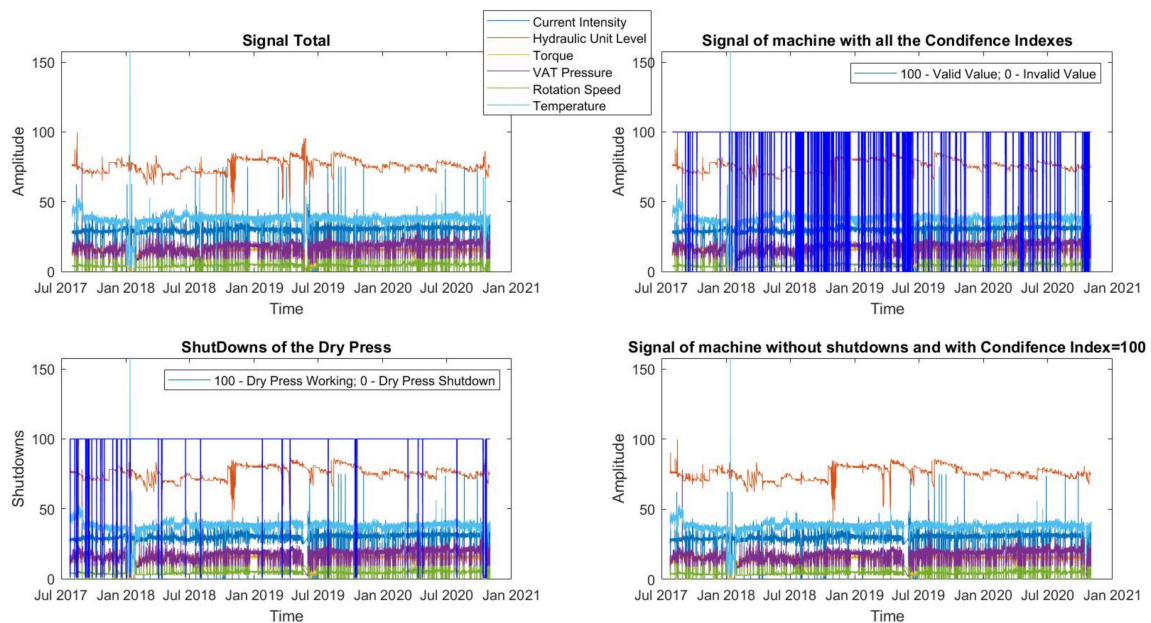 Signal Total
Current Intensity
Hydraulic Unit Level
Torque
VAT Pressure
Rotation Speed
Temperature
150
100
50
0
Amplitude
Jul 2017 Jan 2018 Jul 2018 Jan 2019 Jul 2019 Jan 2020 Jul 2020 Jan 2021
Time
Signal of machine with all the Condifence Indexes
100 - Valid Value; 0 - Invalid Value
150
100
50
0
Amplitude
Jul 2017 Jan 2018 Jul 2018 Jan 2019 Jul 2019 Jan 2020 Jul 2020 Jan 2021
Time
ShutDowns of the Dry Press
100 - Dry Press Working; 0 - Dry Press Shutdown
150
100
50
0
Shutdowns
Jul 2017 Jan 2018 Jul 2018 Jan 2019 Jul 2019 Jan 2020 Jul 2020 Jan 2021
Time
Signal of machine without shutdowns and with Condifence Index=100
150
100
50
0
Amplitude
Jul 2017 Jan 2018 Jul 2018 Jan 2019 Jul 2019 Jan 2020 Jul 2020 Jan 2021
Time